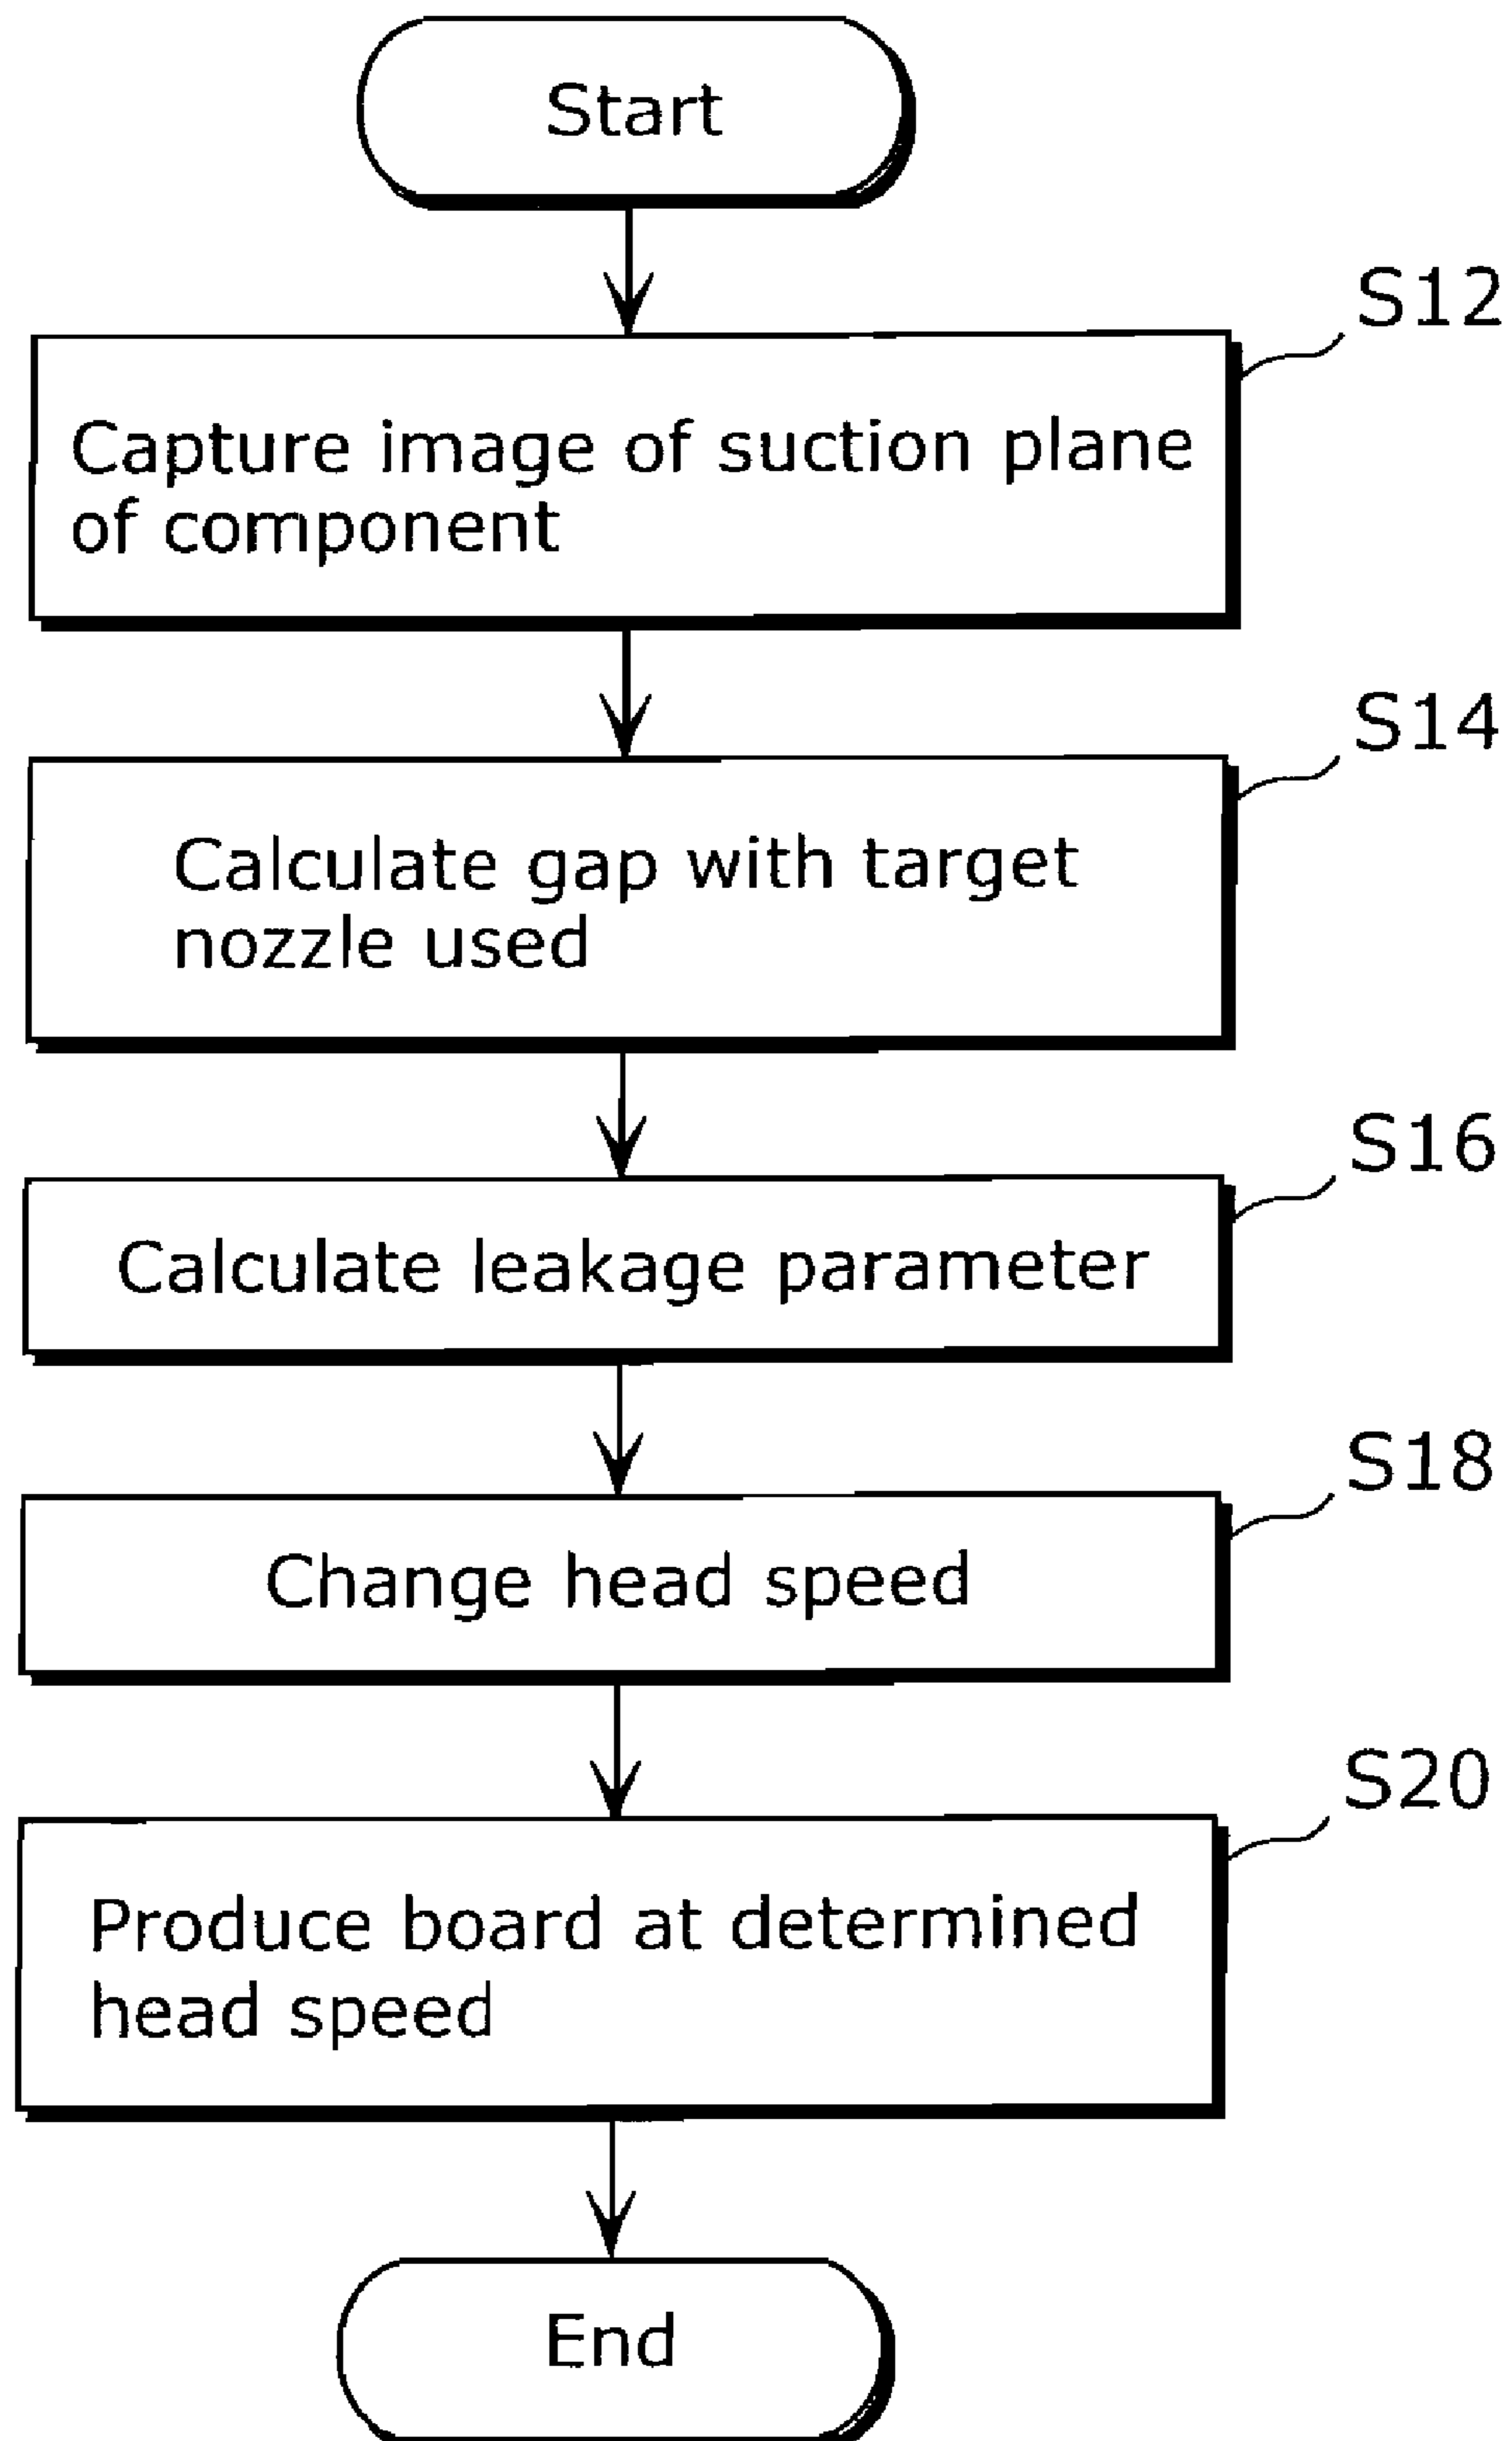 Start
S12
Capture image of suction plane
of component
S14
Calculate gap with target
nozzle used
S16
Calculate leakage parameter
S18
Change head speed
S20
Produce board at determined
head speed
End